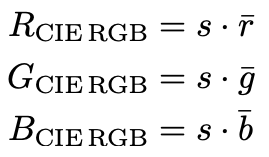 R_CIE RGB = s · r̄
G_CIE RGB = s · ḡ
B_CIE RGB = s · b̄